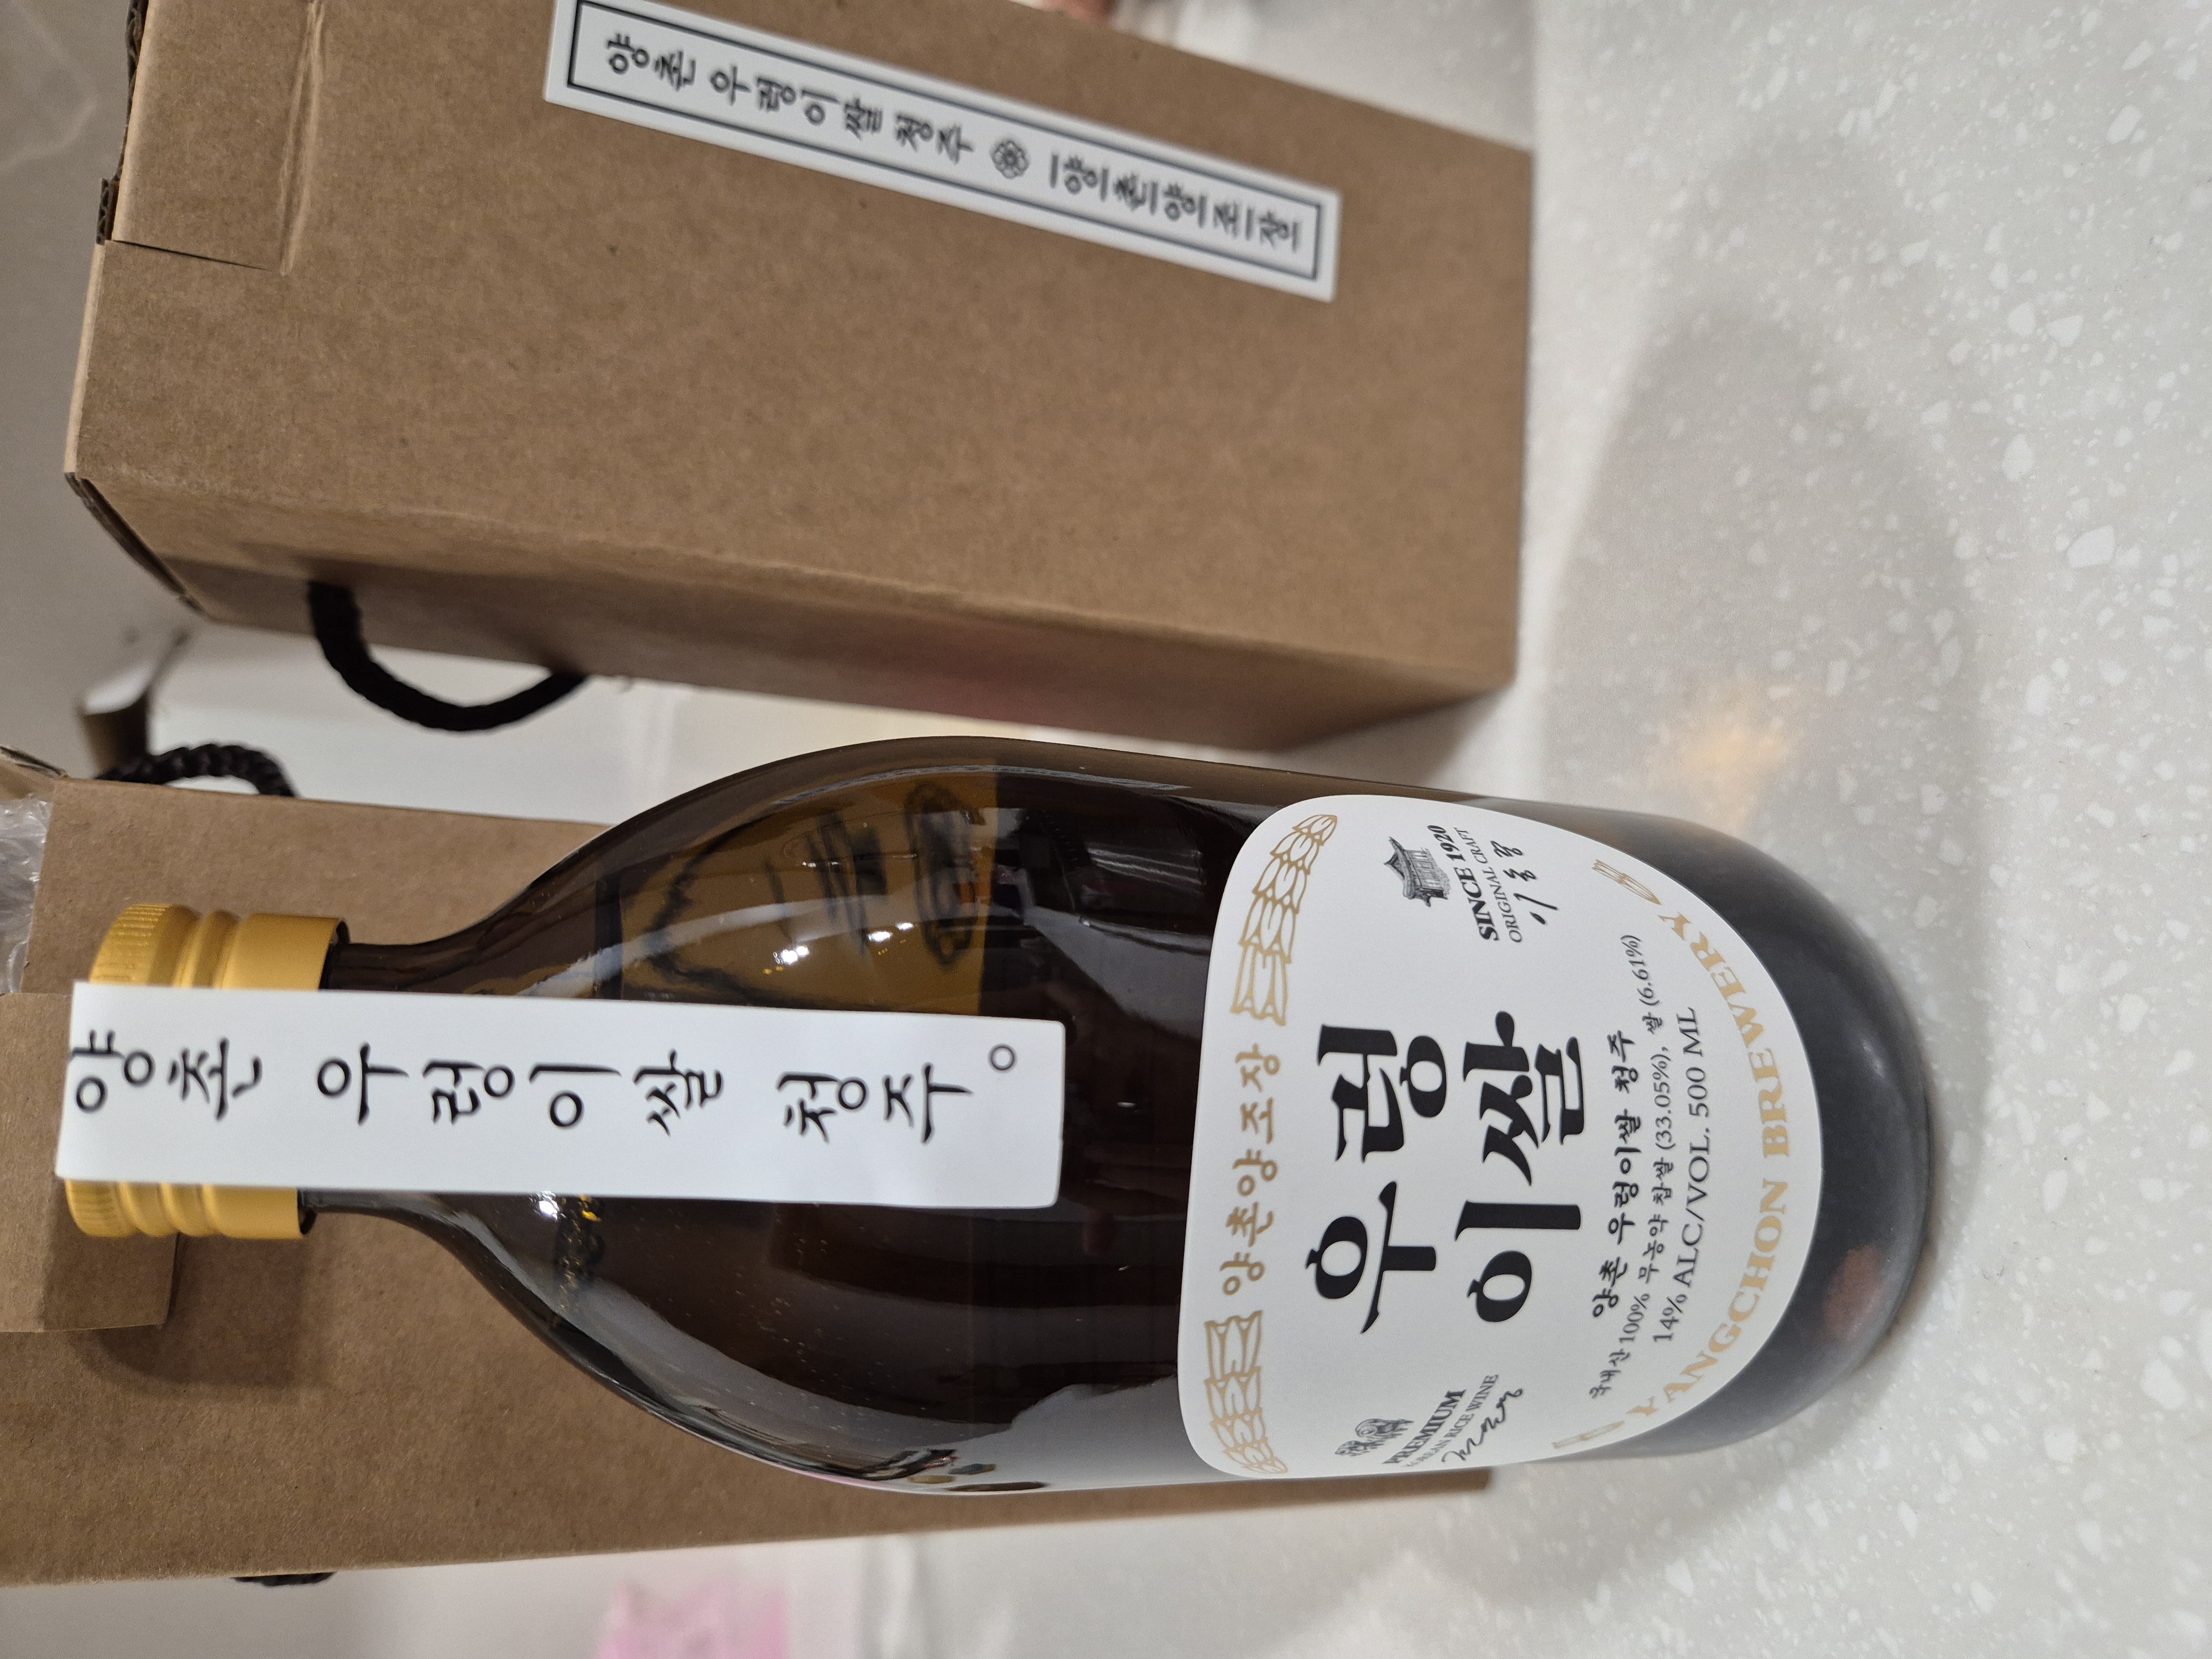 양촌 우렁이쌀 청주 양촌양조장
양촌 우렁이쌀 청주。
양촌양조장
우렁
이쌀
PREMIUM
KOREAN RICE WINE
SINCE 1920
ORIGINAL CRAFT
양촌 우렁이쌀 청주
국내산 100% 무농약 찹쌀 (33.05%), 쌀 (6.61%)
14% ALC/VOL. 500 ML
YANGCHON BREWERY